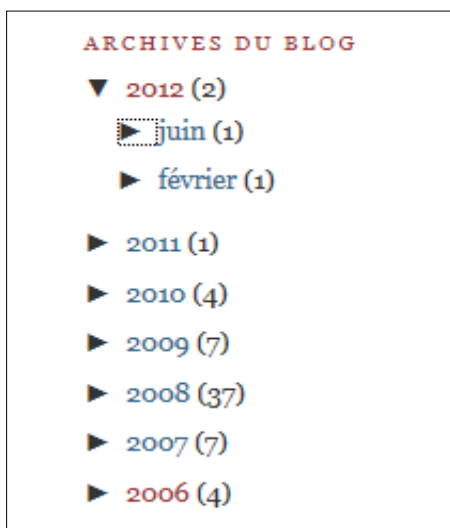 ARCHIVES DU BLOG
▼ 2012 (2)
► juin (1)
► février (1)
► 2011 (1)
► 2010 (4)
► 2009 (7)
► 2008 (37)
► 2007 (7)
► 2006 (4)